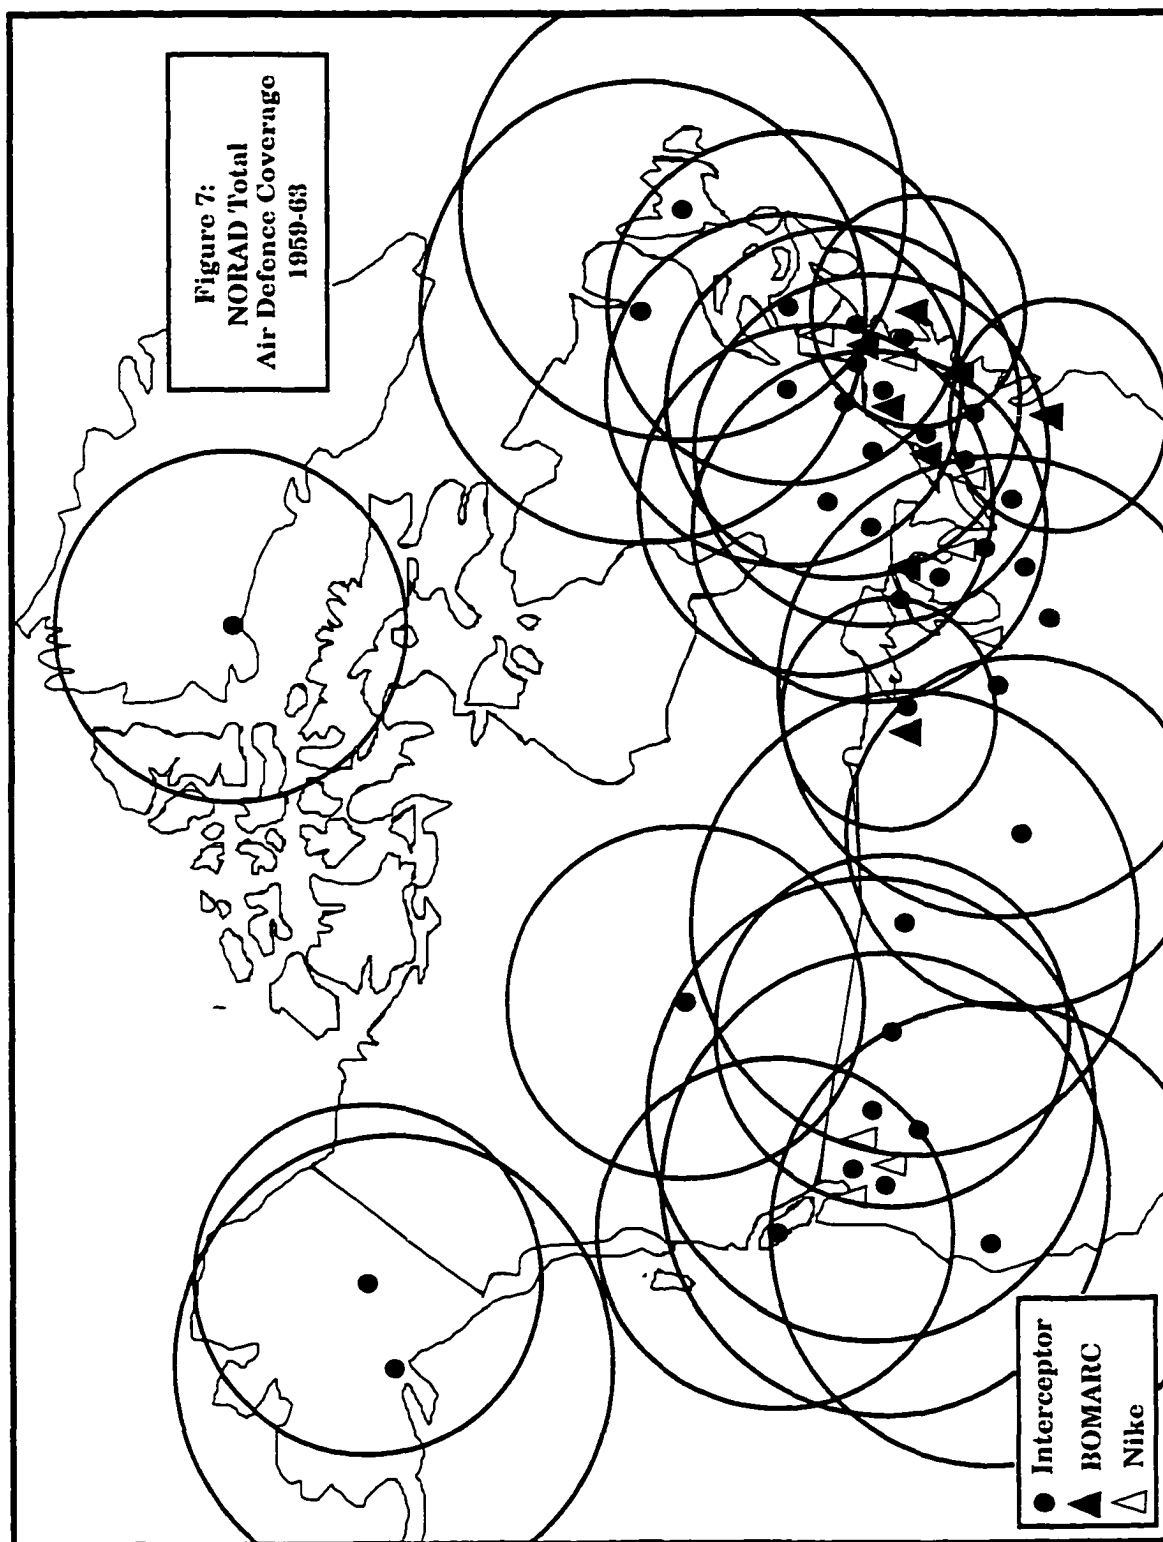 Figure 7:
NORAD Total
Air Defence Coverage
1959-63
Interceptor
BOMARC
Nike